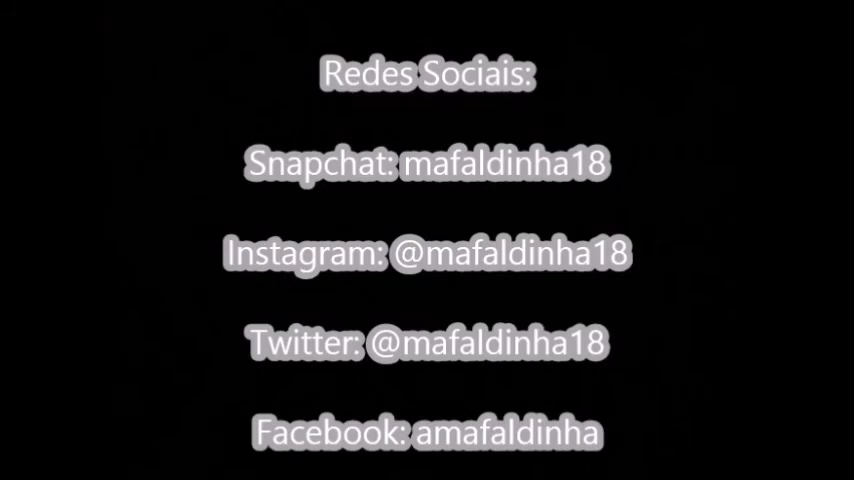 Redes Sociais:
Snapchat: mafaldinha18
Instagram: @mafaldinha18
Twitter: @mafaldinha18
Facebook: amafaldinha